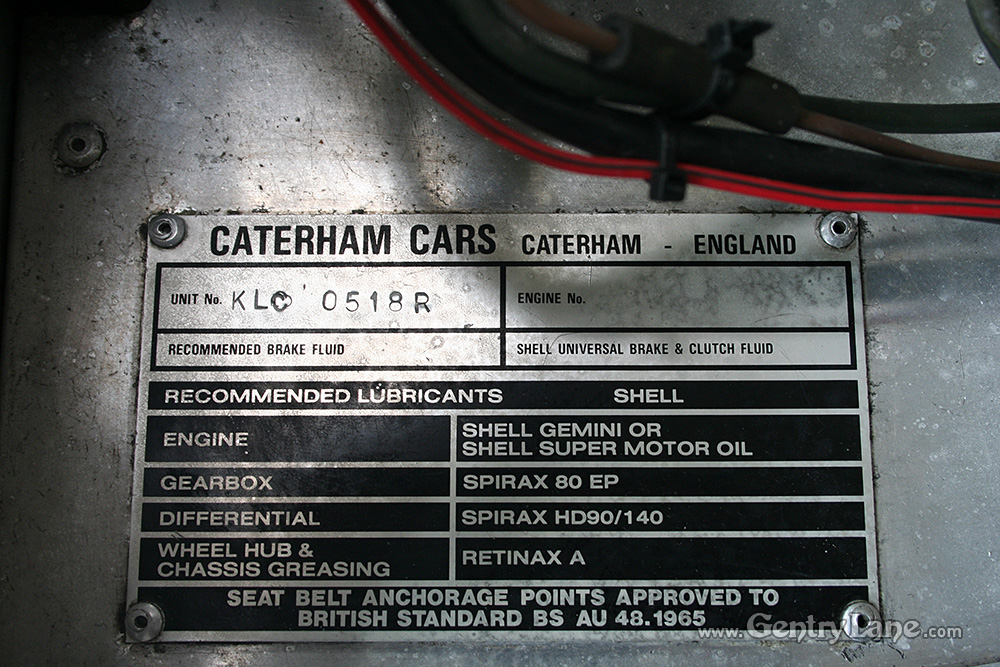 CATERHAM CARS CATERHAM - ENGLAND
UNIT No. KLC 0518R ENGINE No.
RECOMMENDED BRAKE FLUID SHELL UNIVERSAL BRAKE & CLUTCH FLUID
RECOMMENDED LUBRICANTS SHELL
ENGINE SHELL GEMINI OR
SHELL SUPER MOTOR OIL
GEARBOX SPIRAX 80 EP
DIFFERENTIAL SPIRAX HD90/140
WHEEL HUB &
CHASSIS GREASING RETINAX A
SEAT BELT ANCHORAGE POINTS APPROVED TO
BRITISH STANDARD BS AU 48.1965
www.GentryLane.com